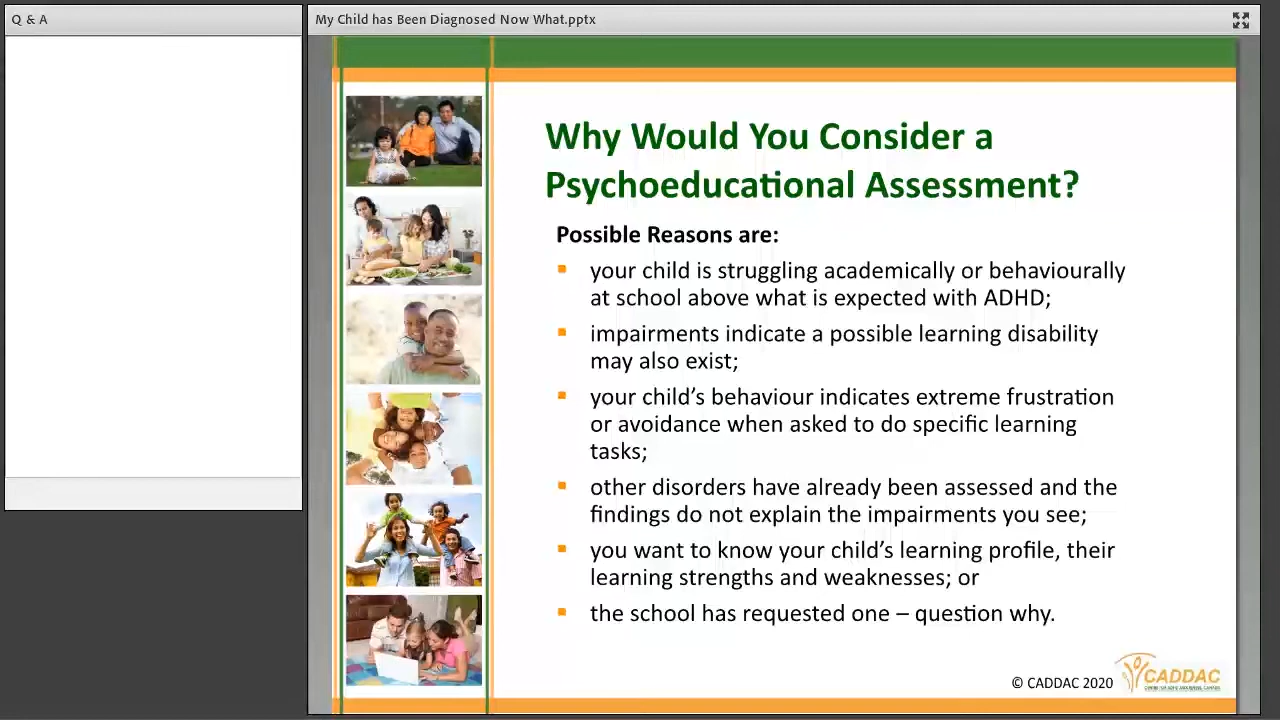 Q & A
My Child has Been Diagnosed Now What.pptx
Why Would You Consider a
Psychoeducational Assessment?
Possible Reasons are:
your child is struggling academically or behaviourally
at school above what is expected with ADHD;
impairments indicate a possible learning disability
may also exist;
your child's behaviour indicates extreme frustration
or avoidance when asked to do specific learning
tasks;
other disorders have already been assessed and the
findings do not explain the impairments you see;
you want to know your child's learning profile, their
learning strengths and weaknesses; or
the school has requested one – question why.
© CADDAC 2020
CADDAC